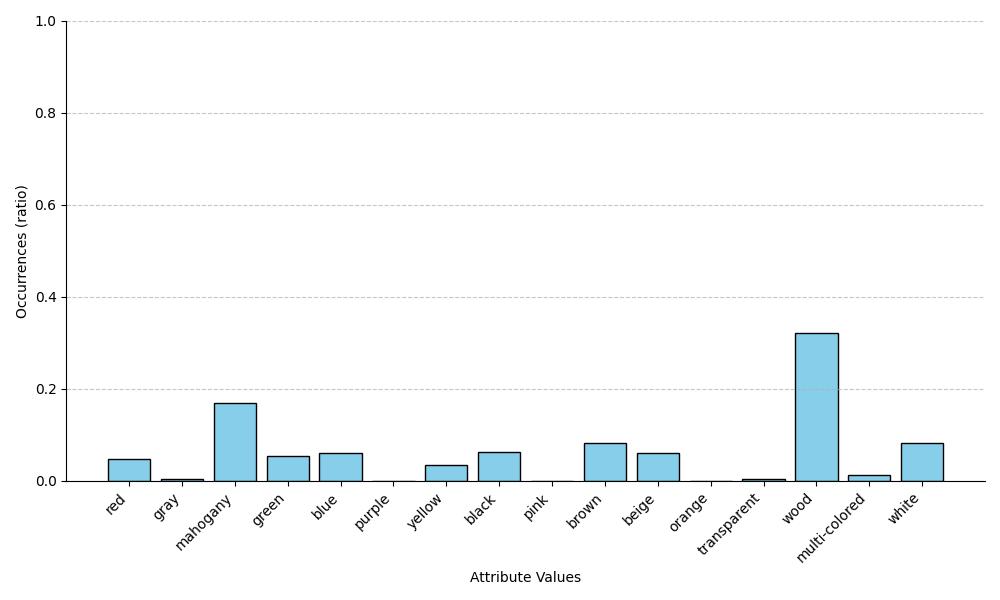 Occurrences (ratio)
1.0
0.8
0.6
0.4
0.2
0.0
red
gray
mahogany
green
blue
purple
yellow
black
pink
brown
beige
orange
transparent
wood
multi-colored
white
Attribute Values